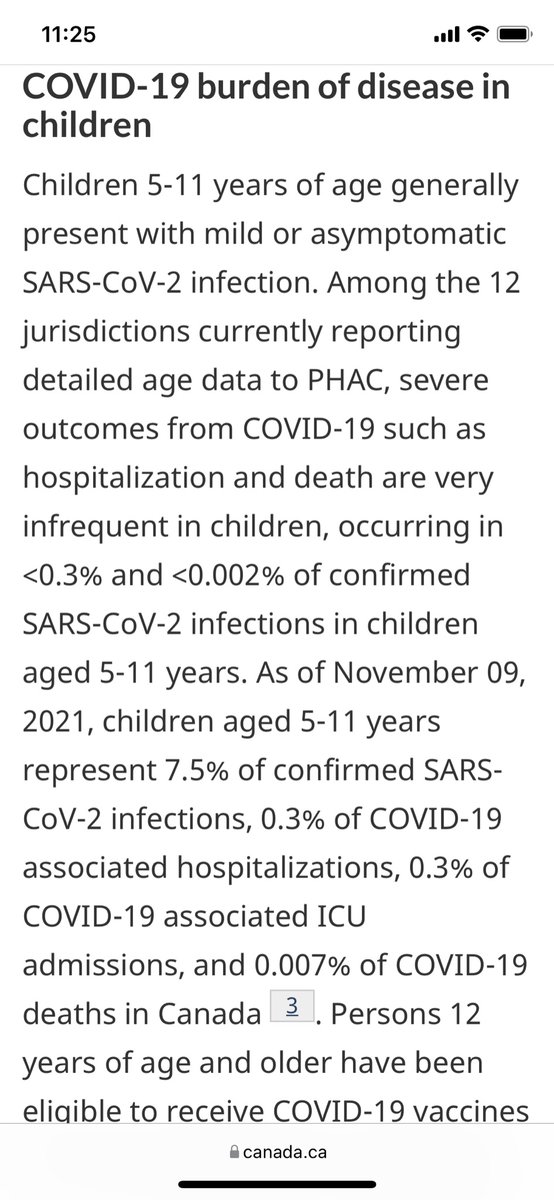 11:25
COVID-19 burden of disease in
children
Children 5-11 years of age generally
present with mild or asymptomatic
SARS-CoV-2 infection. Among the 12
jurisdictions currently reporting
detailed age data to PHAC, severe
outcomes from COVID-19 such as
hospitalization and death are very
infrequent in children, occurring in
<0.3% and <0.002% of confirmed
SARS-CoV-2 infections in children
aged 5-11 years. As of November 09,
2021, children aged 5-11 years
represent 7.5% of confirmed SARS-
CoV-2 infections, 0.3% of COVID-19
associated hospitalizations, 0.3% of
COVID-19 associated ICU
admissions, and 0.007% of COVID-19
deaths in Canada 3. Persons 12
years of age and older have been
eligible to receive COVID-19 vaccines
canada.ca